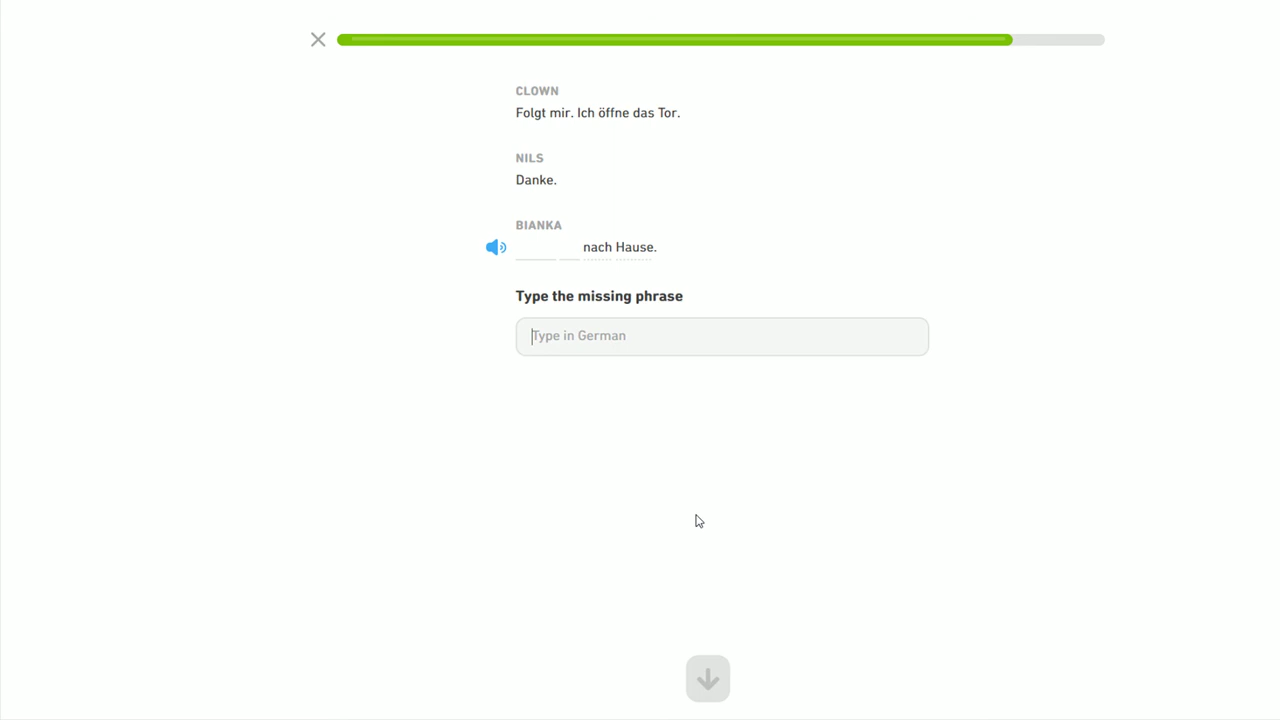 CLOWN
Folgt mir. Ich öffne das Tor.
NILS
Danke.
BIANKA
nach Hause.
Type the missing phrase
Type in German